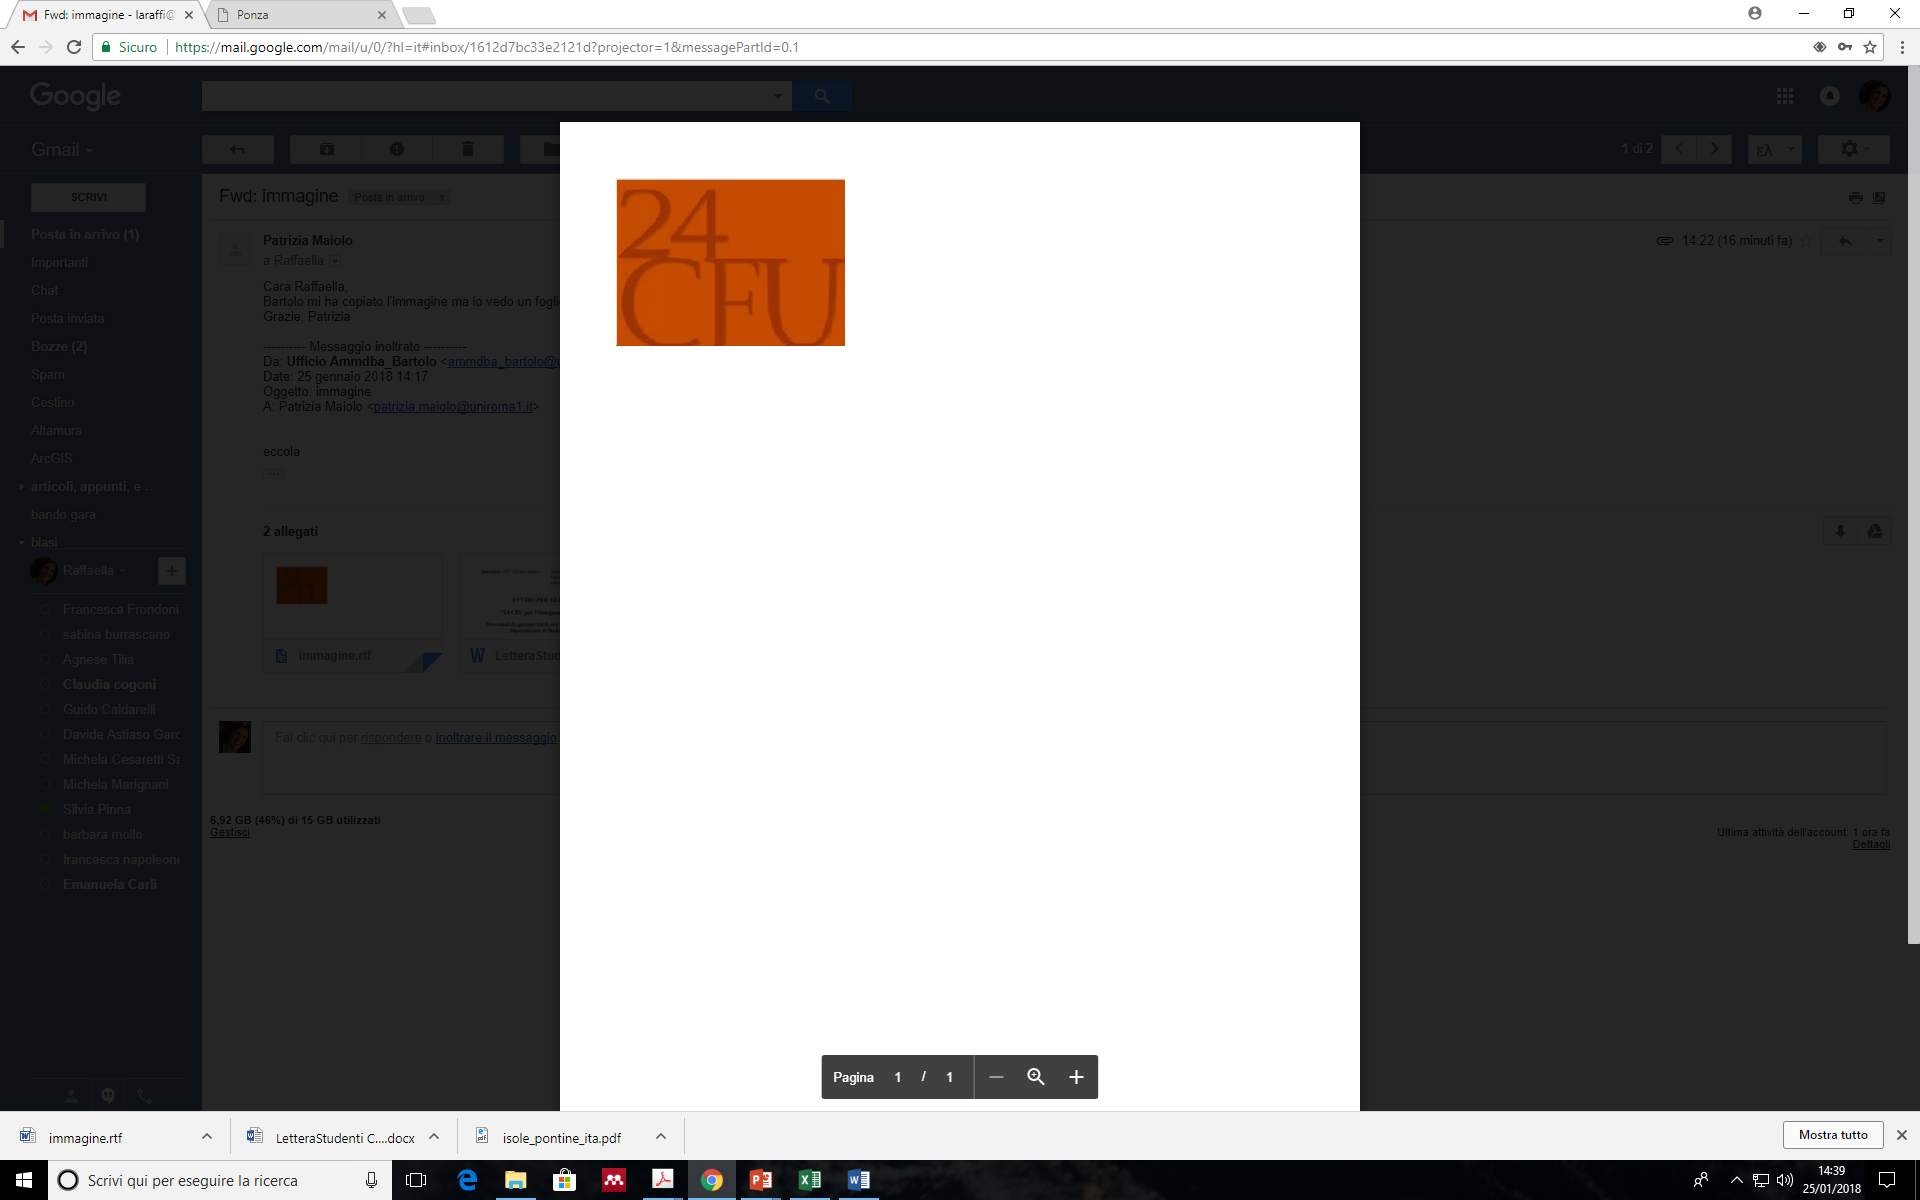 Fwd: immagine - laraffi@
Ponza
Sicuro
https://mail.google.com/mail/u/0/?hl=it#inbox/1612d7bc33e2121d?projector=1&messagePartId=0.1
Google
Gmail
1 di 2
ελ
SCRIVI
Fwd: immagine
Posta in arrivo x
Posta in arrivo (1)
Importanti
Chat
Posta inviata
Bozze (2)
Spam
Cestino
Altamura
ArcGIS
articoli, appunti, e...
bando gara
blasi
Raffaella
Francesca Frondoni
sabina burrascano
Agnese Tilia
Claudia cogoni
Guido Caldarelli
Davide Astiaso Garc
Michela Cesaretti Sa
Michela Marignani
Silvia Pinna
barbara mollo
francesca napoleone
Emanuela Carli
Patrizia Maiolo
14:22 (16 minuti fa)
a Raffaella
Cara Raffaella,
Bartolo mi ha copiato l'immagine ma io vedo un fogli
Grazie, Patrizia
---------- Messaggio inoltrato ----------
Da: Ufficio Ammdba_Bartolo <ammdba_bartolo@u
Date: 25 gennaio 2018 14:17
Oggetto: immagine
A: Patrizia Maiolo <patrizia.maiolo@uniroma1.it>
eccola
2 allegati
immagine.rtf
LetteraStud
Fai clic qui per rispondere o inoltrare il messaggio
6,92 GB (46%) di 15 GB utilizzati
Gestisci
Ultima attività dell'account: 1 ora fa
Dettagli
24
CFU
Pagina 1 / 1
immagine.rtf
LetteraStudenti C....docx
isole_pontine_ita.pdf
Mostra tutto
Scrivi qui per eseguire la ricerca
14:39
25/01/2018